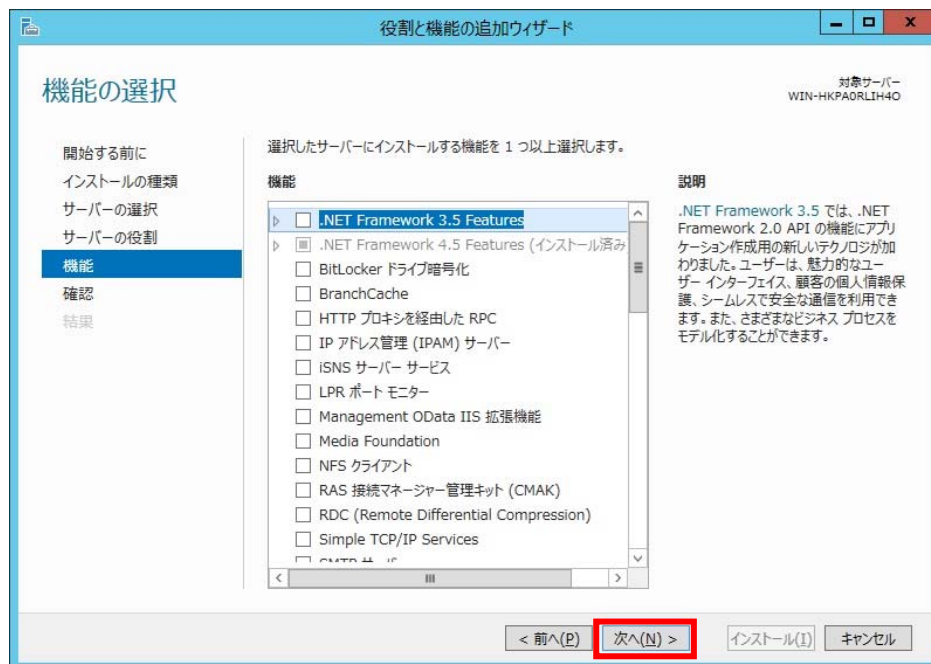 役割と機能の追加ウィザード
機能の選択
対象サーバー
WIN-HKPA0RLIH4O
開始する前に
インストールの種類
サーバーの選択
サーバーの役割
機能
確認
結果
選択したサーバーにインストールする機能を 1 つ以上選択します。
機能
.NET Framework 3.5 Features
.NET Framework 4.5 Features (インストール済み
BitLocker ドライブ暗号化
BranchCache
HTTP プロキシを経由した RPC
IP アドレス管理 (IPAM) サーバー
iSNS サーバー サービス
LPR ポート モニター
Management OData IIS 拡張機能
Media Foundation
NFS クライアント
RAS 接続マネージャー管理キット (CMAK)
RDC (Remote Differential Compression)
Simple TCP/IP Services
説明
.NET Framework 3.5 では、.NET
Framework 2.0 API の機能にアプリ
ケーション作成用の新しいテクノロジが加
わりました。ユーザーは、魅力的なユー
ザー インターフェイス、顧客の個人情報保
護、シームレスで安全な通信を利用でき
ます。また、さまざまなビジネス プロセスを
モデル化することができます。
< 前へ(P)
次へ(N) >
インストール(I)
キャンセル